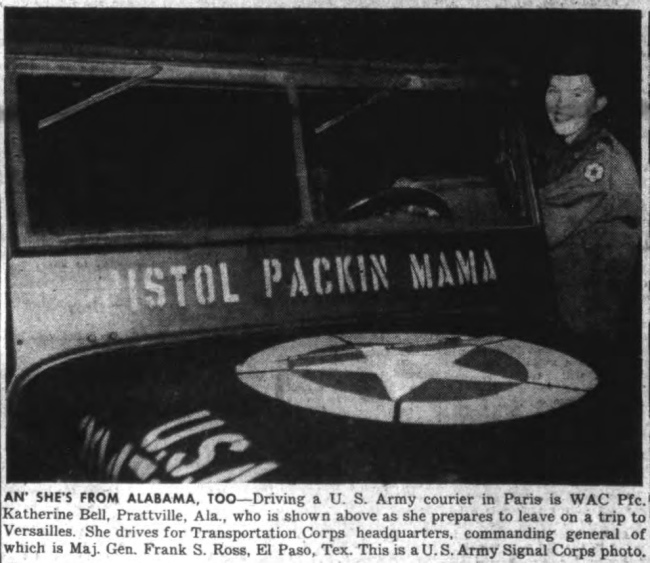 PISTOL PACKIN MAMA
U.S.A.
AN' SHE'S FROM ALABAMA, TOO—Driving a U. S. Army courier in Paris is WAC Pfc.
Katherine Bell, Prattville, Ala., who is shown above as she prepares to leave on a trip to
Versailles. She drives for Transportation Corps headquarters, commanding general of
which is Maj. Gen. Frank S. Ross, El Paso, Tex. This is a U. S. Army Signal Corps photo.